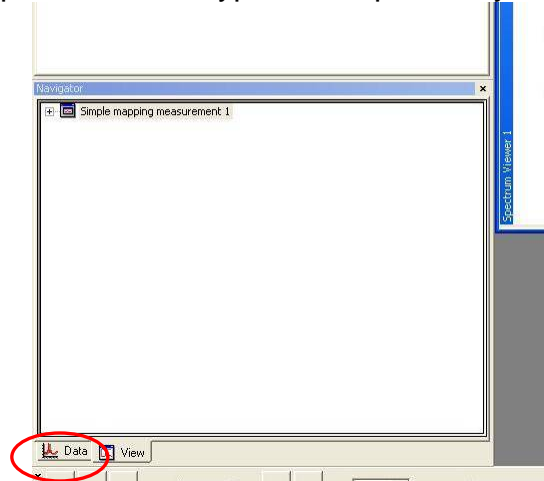 Navigator
Simple mapping measurement 1
Spectrum Viewer 1
Data View